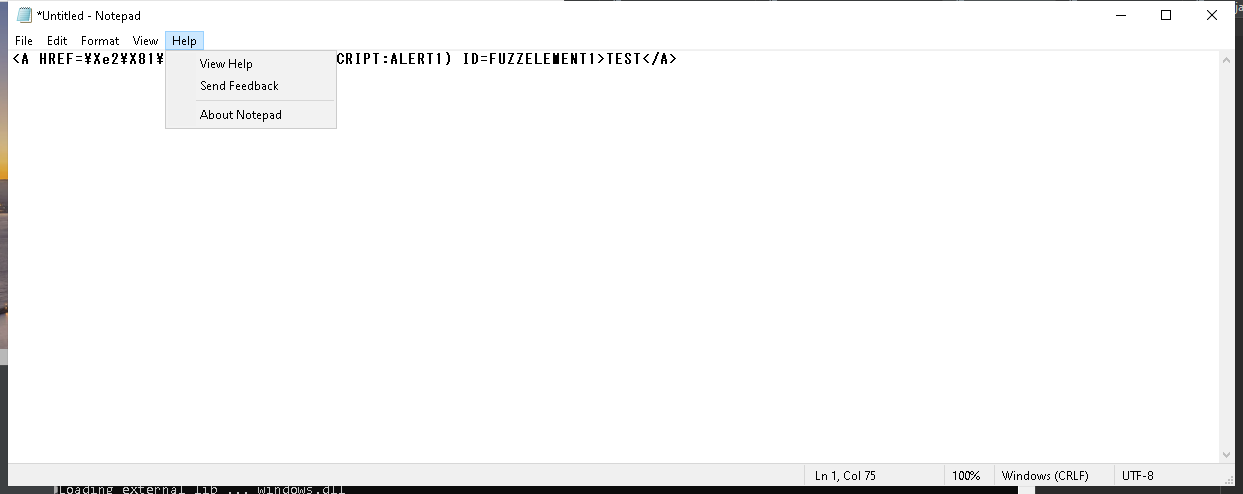 *Untitled - Notepad
File Edit Format View Help
<A HREF=¥Xe2¥X81¥ CRIPT:ALERT1) ID=FUZZELEMENT1>TEST</A>
View Help
Send Feedback
About Notepad
Ln 1, Col 75 100% Windows (CRLF) UTF-8
Loading external lib ... windows.dll